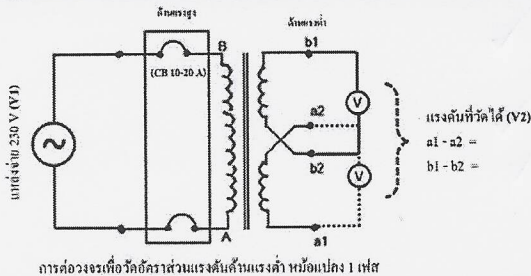 ด้านแรงสูง
ด้านแรงต่ำ
B
b1
(CB 10-20 A)
V
a2
แรงดันที่วัดได้ (V2)
แหล่งจ่าย 230 V (V1)
a1 - a2 =
b2
b1 - b2 =
V
A
a1
การต่อวงจรเพื่อวัดอัตราส่วนแรงดันด้านแรงต่ำ หม้อแปลง 1 เฟส